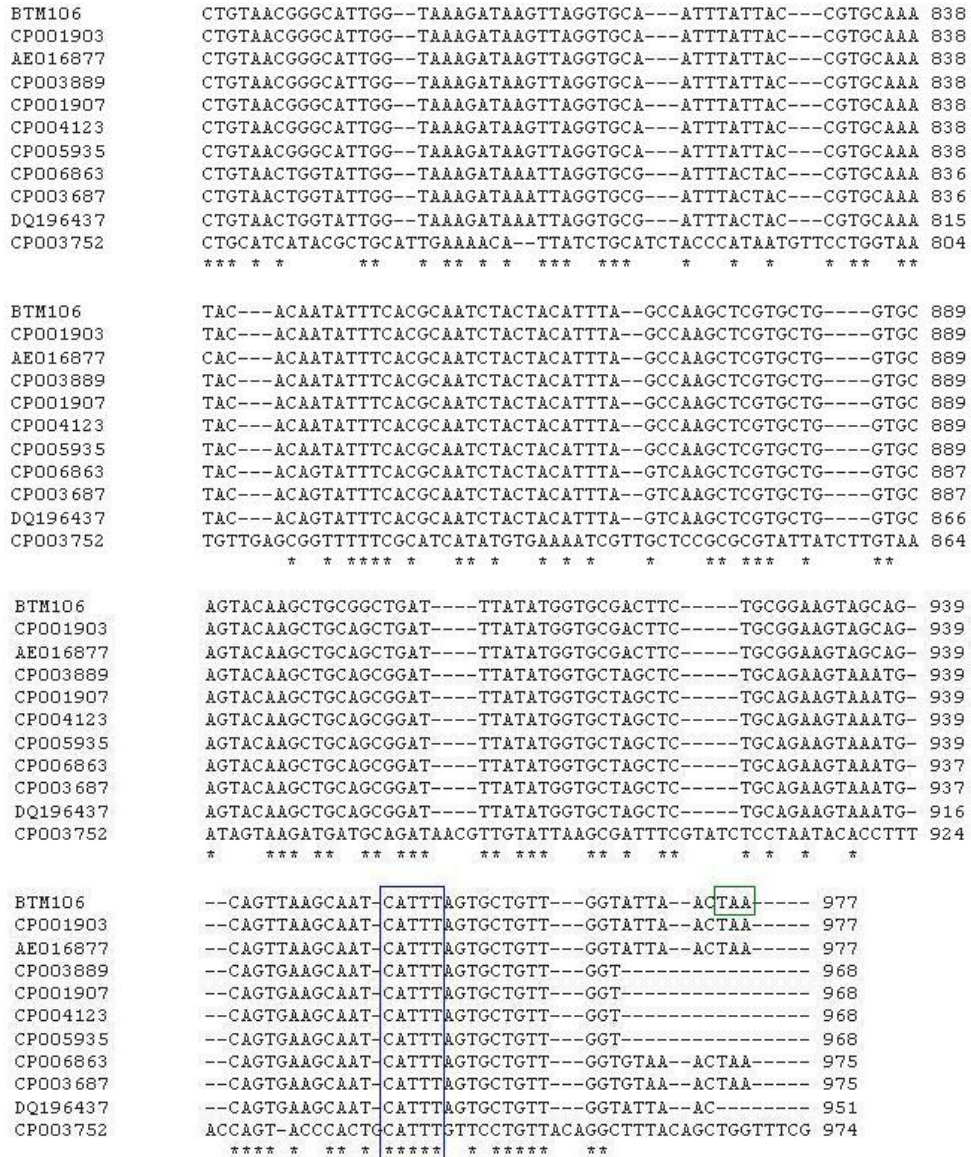 BTM106 CTGTAACGGGCATTGG--TAAAGATAAGTTAGGTGCA---ATTTATTAC---CGTGCAAA 838
CP001903 CTGTAACGGGCATTGG--TAAAGATAAGTTAGGTGCA---ATTTATTAC---CGTGCAAA 838
AE016877 CTGTAACGGGCATTGG--TAAAGATAAGTTAGGTGCA---ATTTATTAC---CGTGCAAA 838
CP003889 CTGTAACGGGCATTGG--TAAAGATAAGTTAGGTGCA---ATTTATTAC---CGTGCAAA 838
CP001907 CTGTAACGGGCATTGG--TAAAGATAAGTTAGGTGCA---ATTTATTAC---CGTGCAAA 838
CP004123 CTGTAACGGGCATTGG--TAAAGATAAGTTAGGTGCA---ATTTATTAC---CGTGCAAA 838
CP005935 CTGTAACGGGCATTGG--TAAAGATAAGTTAGGTGCA---ATTTATTAC---CGTGCAAA 838
CP006863 CTGTAACTGGTATTGG--TAAAGATAAATTAGGTGCG---ATTTACTAC---CGTGCAAA 836
CP003687 CTGTAACTGGTATTGG--TAAAGATAAATTAGGTGCG---ATTTACTAC---CGTGCAAA 836
DQ196437 CTGTAACTGGTATTGG--TAAAGATAAATTAGGTGCG---ATTTACTAC---CGTGCAAA 815
CP003752 CTGCATCATACGCTGCATTGAAAACA--TTATCTGCATCTACCCATAATGTTCCTGGTAA 804
*** * *      **   * ** * *  *** ***    *   *  *    * **  **
BTM106 TAC---ACAATATTTCACGCAATCTACTACATTTA--GCCAAGCTCGTGCTG----GTGC 889
CP001903 TAC---ACAATATTTCACGCAATCTACTACATTTA--GCCAAGCTCGTGCTG----GTGC 889
AE016877 CAC---ACAATATTTCACGCAATCTACTACATTTA--GCCAAGCTCGTGCTG----GTGC 889
CP003889 TAC---ACAATATTTCACGCAATCTACTACATTTA--GCCAAGCTCGTGCTG----GTGC 889
CP001907 TAC---ACAATATTTCACGCAATCTACTACATTTA--GCCAAGCTCGTGCTG----GTGC 889
CP004123 TAC---ACAATATTTCACGCAATCTACTACATTTA--GCCAAGCTCGTGCTG----GTGC 889
CP005935 TAC---ACAATATTTCACGCAATCTACTACATTTA--GCCAAGCTCGTGCTG----GTGC 889
CP006863 TAC---ACAGTATTTCACGCAATCTACTACATTTA--GTCAAGCTCGTGCTG----GTGC 887
CP003687 TAC---ACAGTATTTCACGCAATCTACTACATTTA--GTCAAGCTCGTGCTG----GTGC 887
DQ196437 TAC---ACAGTATTTCACGCAATCTACTACATTTA--GTCAAGCTCGTGCTG----GTGC 866
CP003752 TGTTGAGCGGTTTTTCGCATCATATGTGAAAATCGTTGCTCCGCGCGTATTATCTTGTAA 864
*  * **** *   ** *    * * *     *    ** ***  *      **
AGTACAAGCTGCGGCTGAT----TTATATGGTGCGACTTC-----TGCGGAAGTAGCAG- 939
BTM106
CP001903 AGTACAAGCTGCAGCTGAT----TTATATGGTGCGACTTC-----TGCGGAAGTAGCAG- 939
AE016877 AGTACAAGCTGCAGCTGAT----TTATATGGTGCGACTTC-----TGCGGAAGTAGCAG- 939
CP003889 AGTACAAGCTGCAGCGGAT----TTATATGGTGCTAGCTC-----TGCAGAAGTAAATG- 939
CP001907 AGTACAAGCTGCAGCGGAT----TTATATGGTGCTAGCTC-----TGCAGAAGTAAATG- 939
CP004123 AGTACAAGCTGCAGCGGAT----TTATATGGTGCTAGCTC-----TGCAGAAGTAAATG- 939
CP005935 AGTACAAGCTGCAGCGGAT----TTATATGGTGCTAGCTC-----TGCAGAAGTAAATG- 939
CP006863 AGTACAAGCTGCAGCGGAT----TTATATGGTGCTAGCTC-----TGCAGAAGTAAATG- 937
CP003687 AGTACAAGCTGCAGCGGAT----TTATATGGTGCTAGCTC-----TGCAGAAGTAAATG- 937
DQ196437 AGTACAAGCTGCAGCGGAT----TTATATGGTGCTAGCTC-----TGCAGAAGTAAATG- 916
CP003752 ATAGTAAGATGATGCAGATAACGTTGTATTAAGCGATTTCGTATCTCCTAATACACCTTT 924
*    *** **  ** ***    ** ***  ** *  **     * *  *   *
BTM106 --CAGTTAAGCAAT-CATTTAGTGCTGTT---GGTATTA--ACTAA----- 977
CP001903 --CAGTTAAGCAAT-CATTTAGTGCTGTT---GGTATTA--ACTAA----- 977
AE016877 --CAGTTAAGCAAT-CATTTAGTGCTGTT---GGTATTA--ACTAA----- 977
CP003889 --CAGTGAAGCAAT-CATTTAGTGCTGTT---GGT---------------- 968
CP001907 --CAGTGAAGCAAT-CATTTAGTGCTGTT---GGT---------------- 968
CP004123 --CAGTGAAGCAAT-CATTTAGTGCTGTT---GGT---------------- 968
CP005935 --CAGTGAAGCAAT-CATTTAGTGCTGTT---GGT---------------- 968
CP006863 --CAGTGAAGCAAT-CATTTAGTGCTGTT---GGTGTAA--ACTAA----- 975
CP003687 --CAGTGAAGCAAT-CATTTAGTGCTGTT---GGTGTAA--ACTAA----- 975
DQ196437 --CAGTGAAGCAAT-CATTTAGTGCTGTT---GGTATTA--AC-------- 951
CP003752 ACCAGT-ACCCACTGCATTTGTTCCTGTTACAGGCTTTACAGCTGGTTTCG 974
**** *  ** * *****  * *****   **